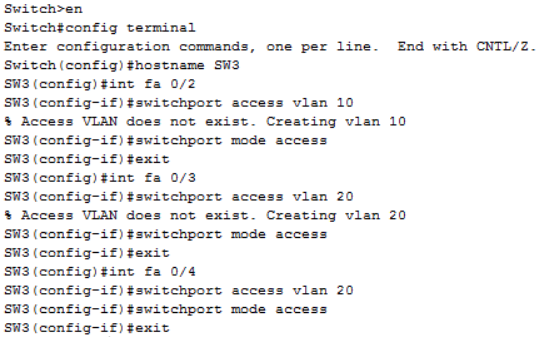 Switch>en
Switch#config terminal
Enter configuration commands, one per line.  End with CNTL/Z.
Switch(config)#hostname SW3
SW3(config)#int fa 0/2
SW3(config-if)#switchport access vlan 10
% Access VLAN does not exist. Creating vlan 10
SW3(config-if)#switchport mode access
SW3(config-if)#exit
SW3(config)#int fa 0/3
SW3(config-if)#switchport access vlan 20
% Access VLAN does not exist. Creating vlan 20
SW3(config-if)#switchport mode access
SW3(config-if)#exit
SW3(config)#int fa 0/4
SW3(config-if)#switchport access vlan 20
SW3(config-if)#switchport mode access
SW3(config-if)#exit